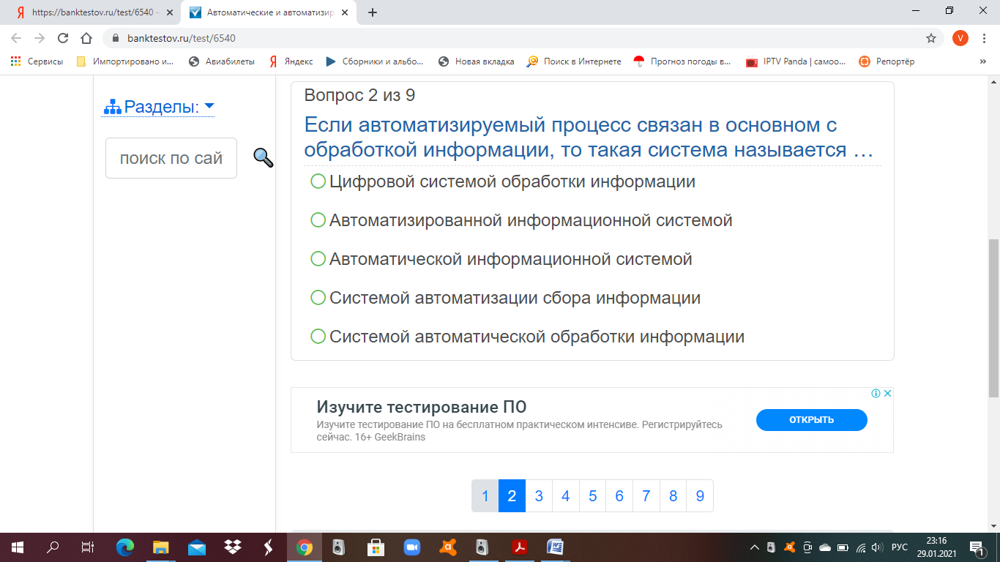 https://banktestov.ru/test/6540 -
Автоматические и автоматизир
banktestov.ru/test/6540
V
Сервисы
Импортировано и...
Авиабилеты
Яндекс
Сборники и альбо...
Новая вкладка
Поиск в Интернете
Прогноз погоды в...
IPTV Panda | самоо...
Репортёр
»
Разделы:
поиск по сай
Вопрос 2 из 9
Если автоматизируемый процесс связан в основном с
обработкой информации, то такая система называется …
Цифровой системой обработки информации
Автоматизированной информационной системой
Автоматической информационной системой
Системой автоматизации сбора информации
Системой автоматической обработки информации
Изучите тестирование ПО
Изучите тестирование ПО на бесплатном практическом интенсиве. Регистрируйтесь
сейчас. 16+ GeekBrains
ОТКРЫТЬ
1 2 3 4 5 6 7 8 9
РУС
23:16
29.01.2021
1